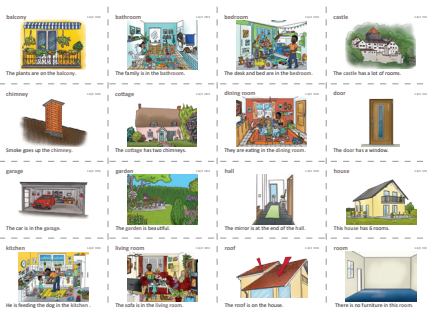 balcony
bathroom
bedroom
castle
The plants are on the balcony.
The family is in the bathroom.
The desk and bed are in the bedroom.
The castle has a lot of rooms.
chimney
cottage
dining room
door
Smoke goes up the chimney.
The cottage has two chimneys.
They are eating in the dining room.
The door has a window.
garage
garden
hall
house
The car is in the garage.
The garden is beautiful.
The mirror is at the end of the hall.
This house has 6 rooms.
kitchen
living room
roof
room
He is feeding the dog in the kitchen.
The sofa is in the living room.
The roof is on the house.
There is no furniture in this room.